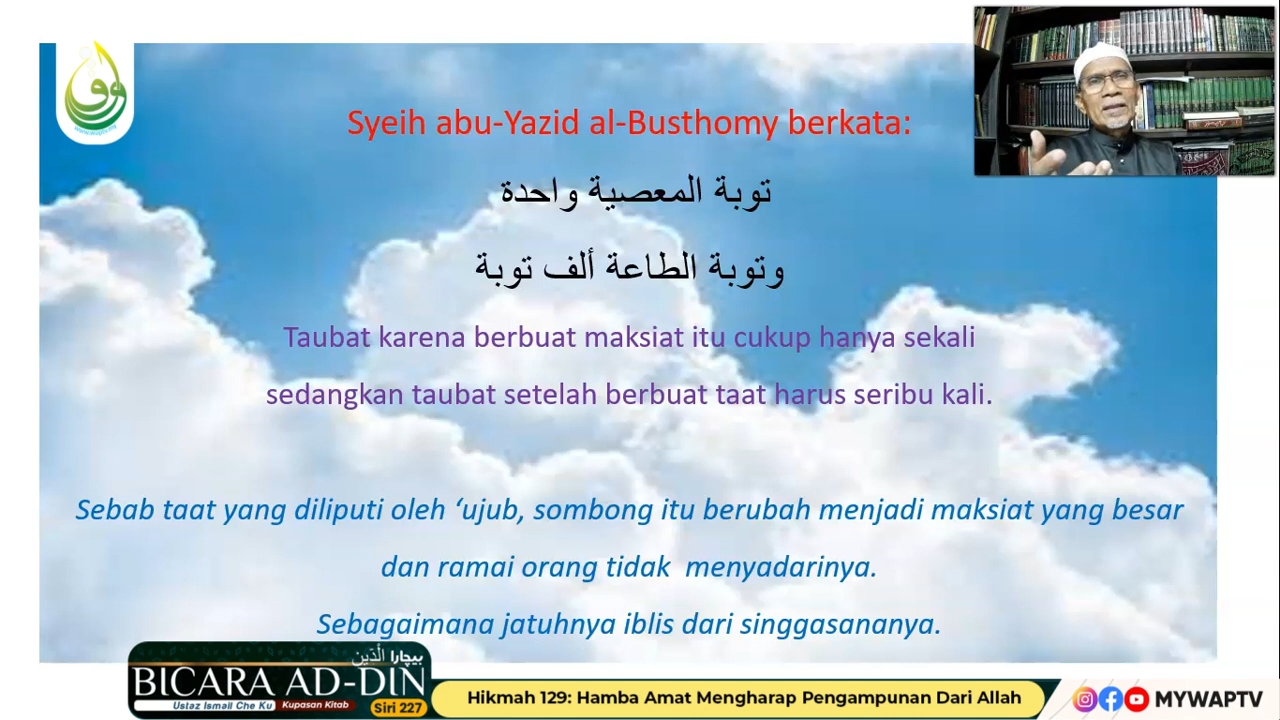 Syeih abu-Yazid al-Busthomy berkata:
توبة المعصية واحدة
وتوبة الطاعة ألف توبة
Taubat karena berbuat maksiat itu cukup hanya sekali
sedangkan taubat setelah berbuat taat harus seribu kali.
Sebab taat yang diliputi oleh ‘ujub, sombong itu berubah menjadi maksiat yang besar
dan ramai orang tidak menyadarinya.
Sebagaimana jatuhnya iblis dari singgasananya.
بيچارا الدّين
BICARA AD-DIN
Ustaz Ismail Che Ku Kupasan Kitab Siri 227
Hikmah 129: Hamba Amat Mengharap Pengampunan Dari Allah
MYWAPTV